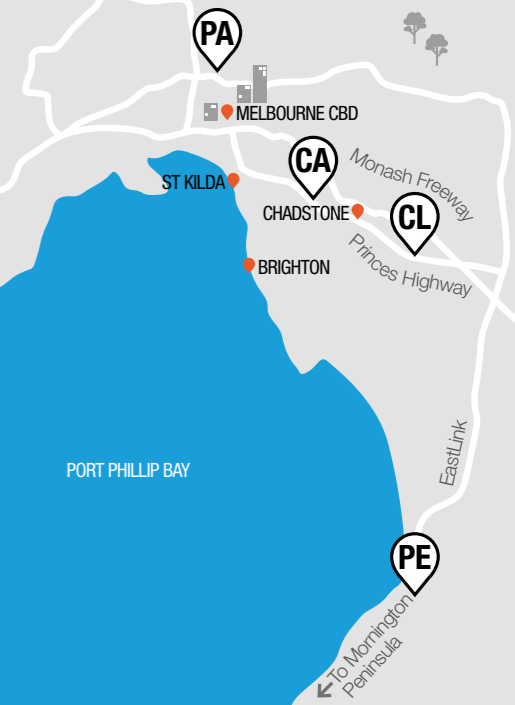 PA
MELBOURNE CBD
CA
Monash Freeway
ST KILDA
CHADSTONE
CL
Princes Highway
BRIGHTON
EastLink
PORT PHILLIP BAY
PE
To Mornington
Peninsula